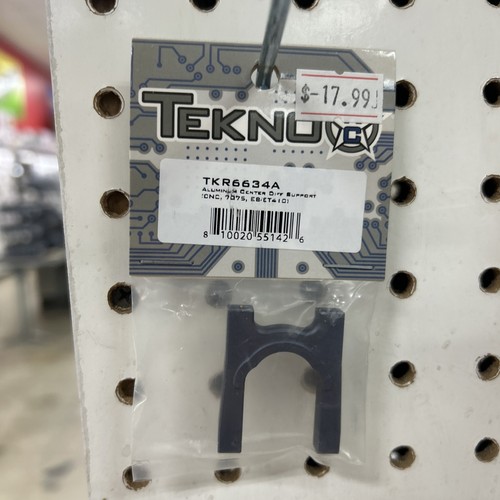 $-17.99
TEKNO
C
TKR6634A
Aluminum Center Diff Support
(CNC, 7075, EB/ET410)
8 10020 55142 6